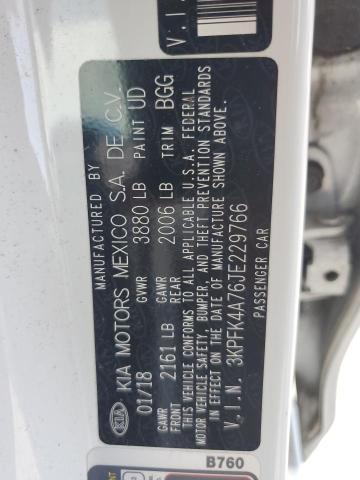 MANUFACTURED BY
KIA KIA MOTORS MEXICO S.A. DE C.V.
01/18 GVWR 3880 LB PAINT UD
GAWR FRONT 2161 LB GAWR REAR 2006 LB TRIM BGG
THIS VEHICLE CONFORMS TO ALL APPLICABLE U.S.A. FEDERAL
MOTOR VEHICLE SAFETY, BUMPER, AND THEFT PREVENTION STANDARDS
IN EFFECT ON THE DATE OF MANUFACTURE SHOWN ABOVE.
V.I.N. 3KPFK4A76JE229766
PASSENGER CAR
B760
V.I.